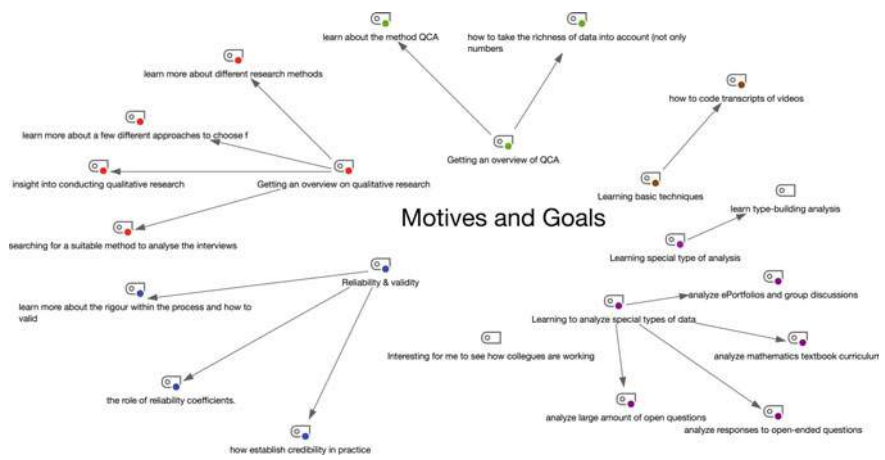 learn about the method QCA
how to take the richness of data into account (not only
numbers
learn more about different research methods
how to code transcripts of videos
learn more about a few different approaches to choose f
Getting an overview of QCA
insight into conducting qualitative research
Getting an overview on qualitative research
Learning basic techniques
learn type-building analysis
Motives and Goals
searching for a suitable method to analyse the interviews
Learning special type of analysis
Reliability & validity
learn more about the rigour within the process and how to
valid
analyze ePortfolios and group discussions
Learning to analyze special types of data
Interesting for me to see how collegues are working
analyze mathematics textbook curriculum
the role of reliability coefficients.
analyze large amount of open questions
analyze responses to open-ended questions
how establish credibility in practice